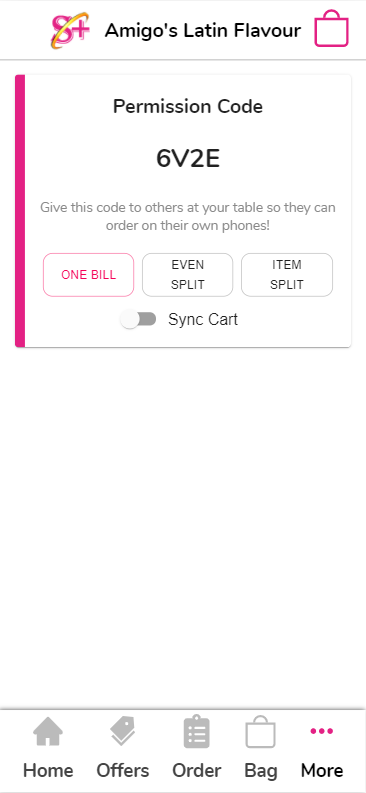 8+ Amigo's Latin Flavour
Permission Code
6V2E
Give this code to others at your table so they can
order on their own phones!
ONE BILL
EVEN
SPLIT
ITEM
SPLIT
Sync Cart
Home Offers Order Bag More